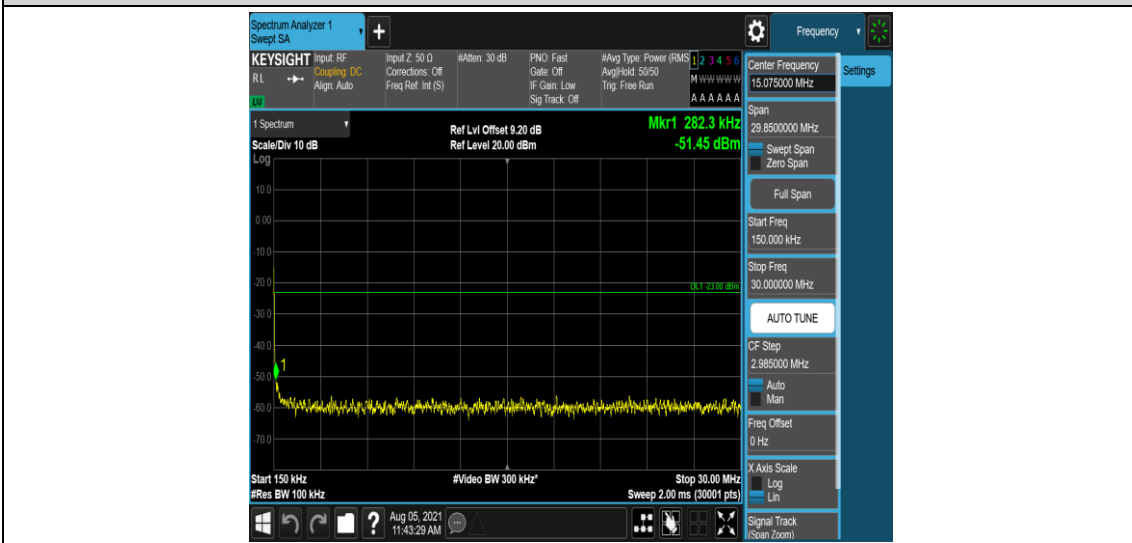 Spectrum Analyzer 1
Swept SA
Frequency
KEYSIGHT
RL
LXI
Input: RF
Coupling: DC
Align: Auto
Input Z: 50 Ω
Corrections: Off
Freq Ref: Int (S)
#Atten: 30 dB
PNO: Fast
Gate: Off
IF Gain: Low
Sig Track: Off
#Avg Type: Power (RMS
Avg|Hold: 50/50
Trig: Free Run
1 2 3 4 5 6
M W W W W W
A A A A A A
1 Spectrum
Scale/Div 10 dB
Log
Ref Lvl Offset 9.20 dB
Ref Level 20.00 dBm
Mkr1 282.3 kHz
-51.45 dBm
10.0
0.00
-10.0
-20.0
-30.0
-40.0
-50.0
-60.0
-70.0
DL1 -23.00 dBm
1
Start 150 kHz
#Res BW 100 kHz
#Video BW 300 kHz*
Stop 30.00 MHz
Sweep 2.00 ms (30001 pts)
Center Frequency
15.075000 MHz
Settings
Span
29.8500000 MHz
Swept Span
Zero Span
Full Span
Start Freq
150.000 kHz
Stop Freq
30.000000 MHz
AUTO TUNE
CF Step
2.985000 MHz
Auto
Man
Freq Offset
0 Hz
X Axis Scale
Log
Lin
Signal Track
(Span Zoom)
?
Aug 05, 2021
11:43:29 AM